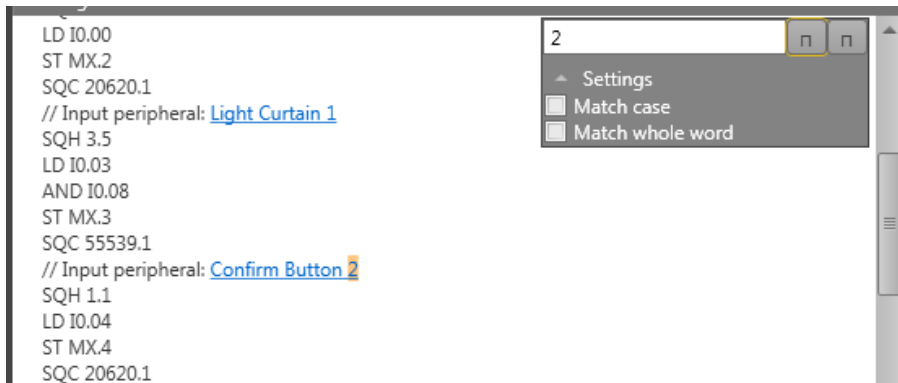 LD I0.00
ST MX.2
SQC 20620.1
// Input peripheral: Light Curtain 1
SQH 3.5
LD I0.03
AND I0.08
ST MX.3
SQC 55539.1
// Input peripheral: Confirm Button 2
SQH 1.1
LD I0.04
ST MX.4
SQC 20620.1
2
Settings
Match case
Match whole word